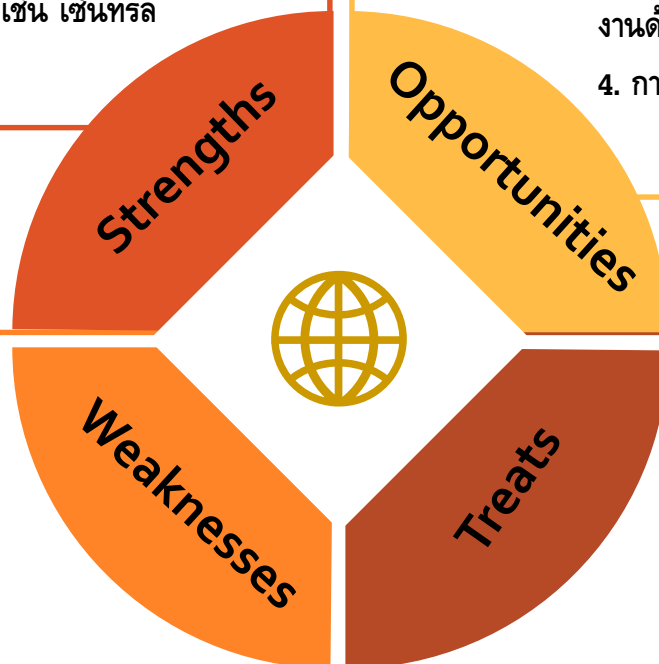 เช่น เซ็นทรัล
งานด้
4. กา
Strengths
Opportunities
Weaknesses
Treats